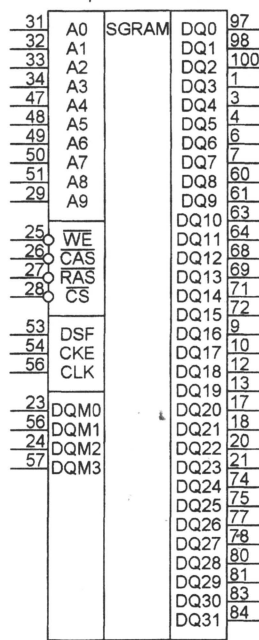 31 A0
32 A1
33 A2
34 A3
47 A4
48 A5
49 A6
50 A7
51 A8
29 A9
25 WE
26 CAS
27 RAS
28 CS
53 DSF
54 CKE
56 CLK
23 DQM0
56 DQM1
24 DQM2
57 DQM3
SGRAM
DQ0 97
DQ1 98
DQ2 100
DQ3 1
DQ4 3
DQ5 4
DQ6 6
DQ7 7
DQ8 60
DQ9 61
DQ10 63
DQ11 64
DQ12 68
DQ13 69
DQ14 71
DQ15 72
DQ16 9
DQ17 10
DQ18 12
DQ19 13
DQ20 17
DQ21 18
DQ22 20
DQ23 21
DQ24 74
DQ25 75
DQ26 77
DQ27 78
DQ28 80
DQ29 81
DQ30 83
DQ31 84